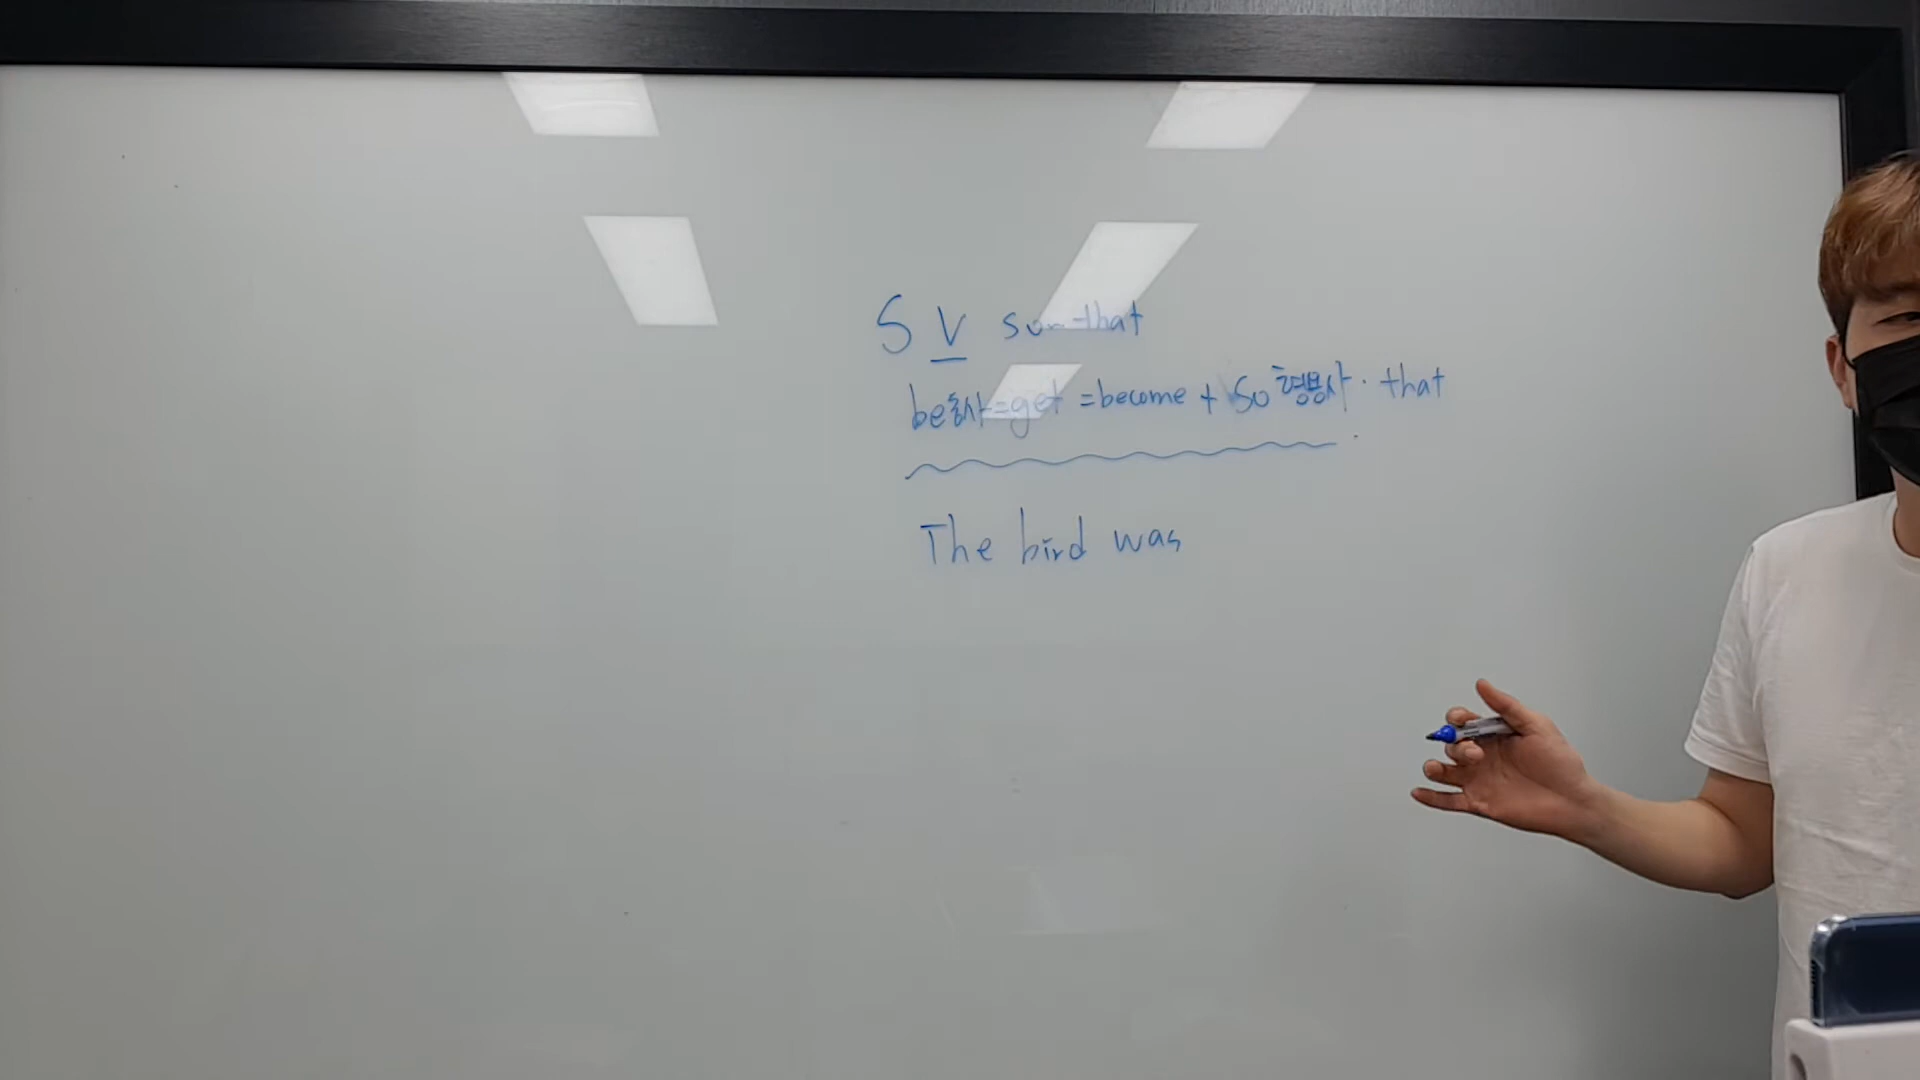 S V so~that
be동사=get =become + so 형용사. that
The bird was